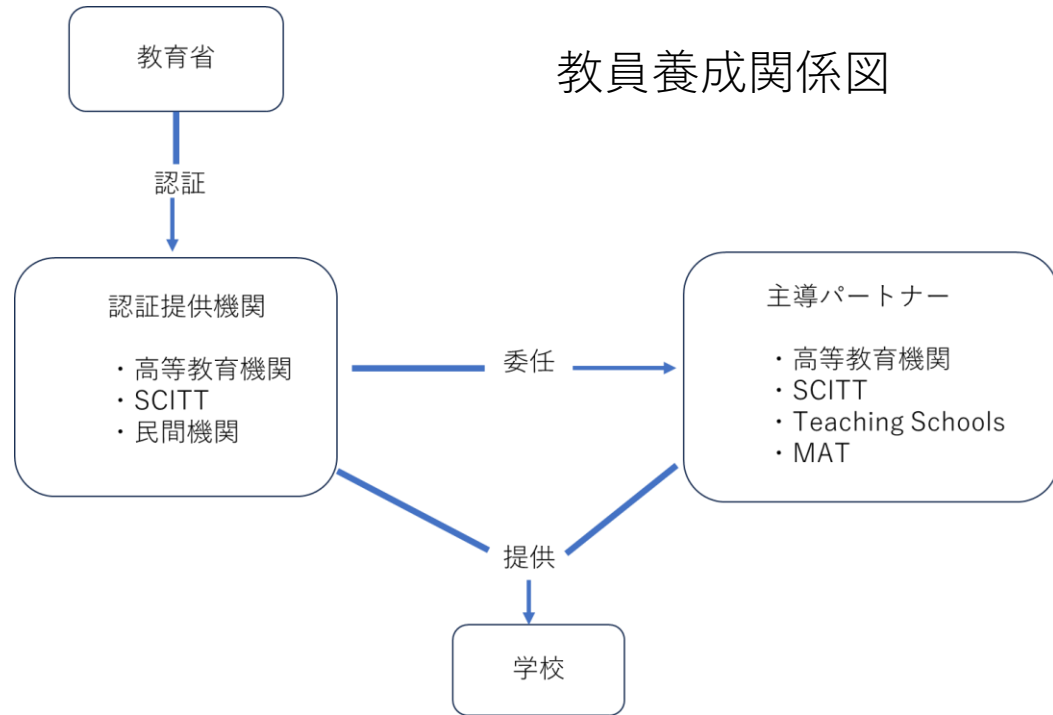 教育省
教員養成関係図
認証
認証提供機関
・高等教育機関
・SCITT
・民間機関
委任
主導パートナー
・高等教育機関
・SCITT
・Teaching Schools
・MAT
提供
学校